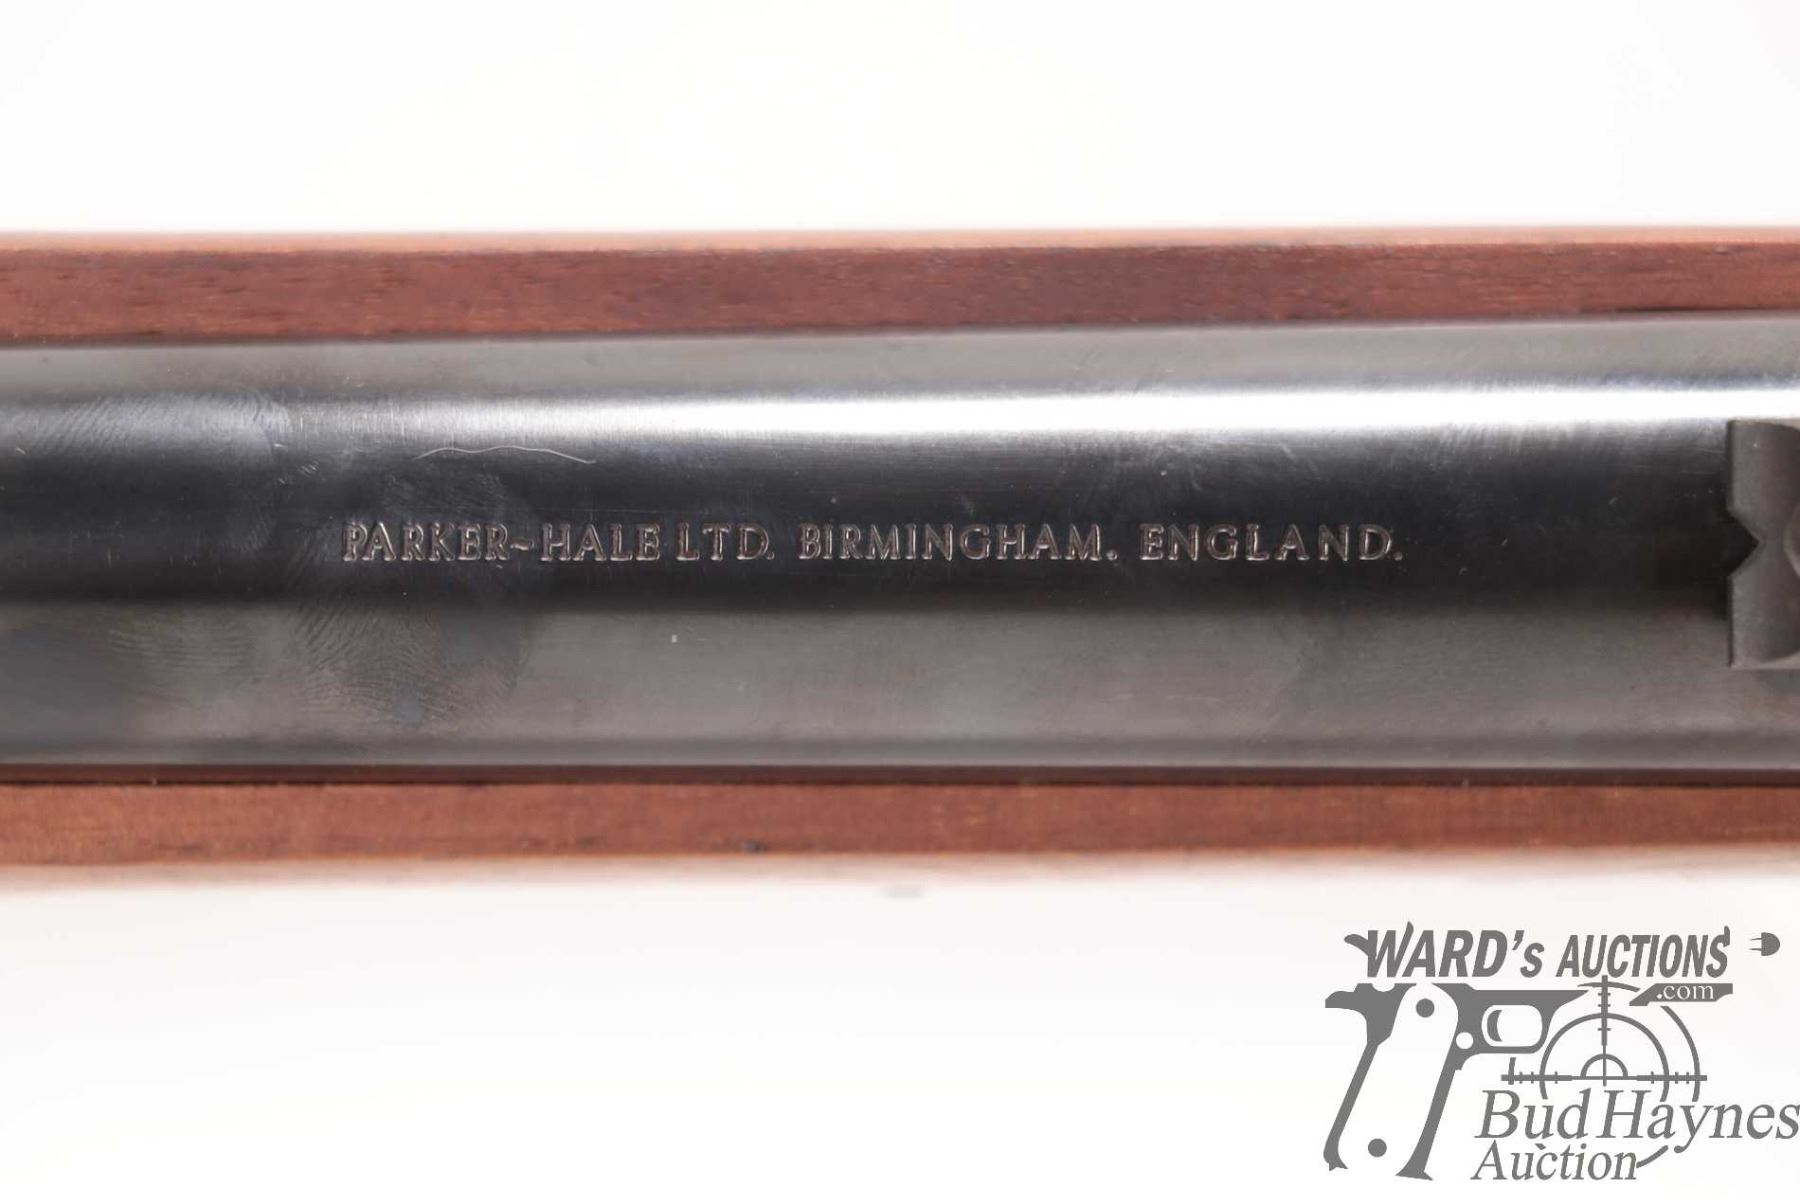 PARKER~HALE LTD. BIRMINGHAM. ENGLAND.
WARD's AUCTIONS
.com
Bud Haynes
Auction